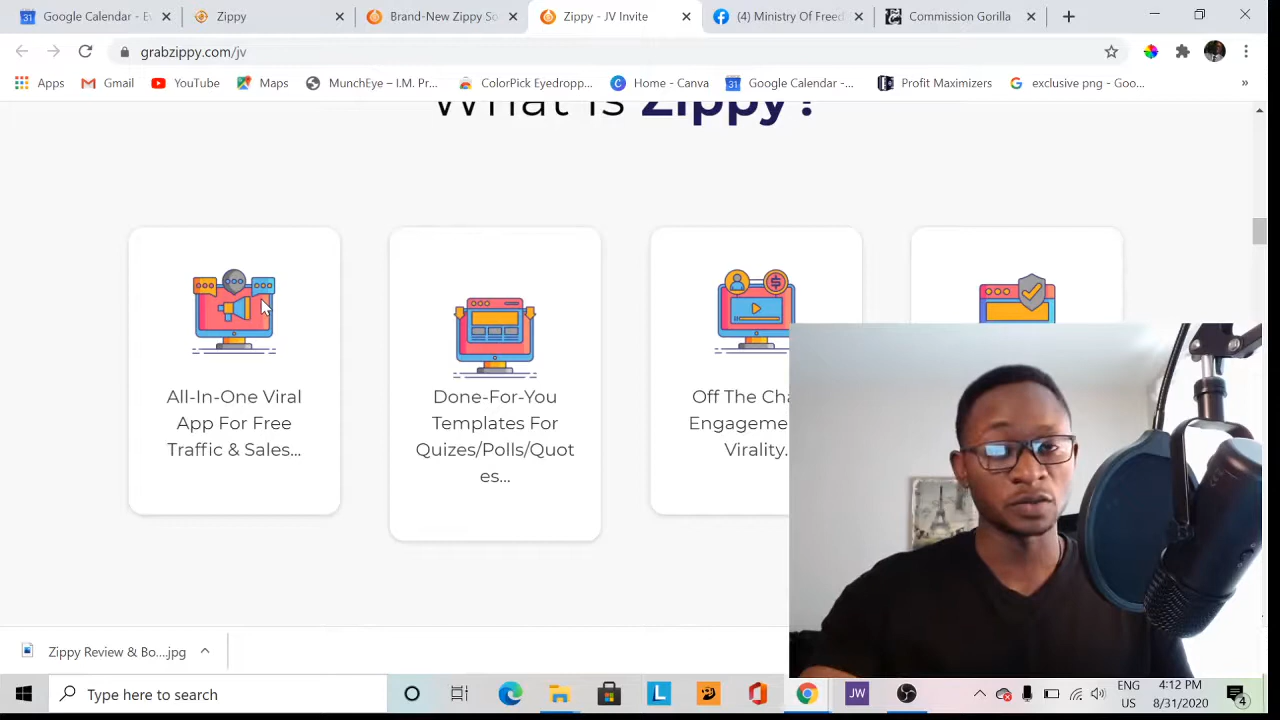 Google Calendar - Ev
Zippy
Brand-New Zippy So
Zippy - JV Invite
(4) Ministry Of Freed
Commission Gorilla
grabzippy.com/jv
Apps
Gmail
YouTube
Maps
MunchEye – I.M. Pr...
ColorPick Eyedropp...
Home - Canva
Google Calendar -...
Profit Maximizers
exclusive png - Goo...
What is Zippy?
All-In-One Viral
App For Free
Traffic & Sales...
Done-For-You
Templates For
Quizes/Polls/Quot
es...
Off The Cha
Engageme
Virality.
Zippy Review & Bo....jpg
Type here to search
ENG
US
4:12 PM
8/31/2020
4